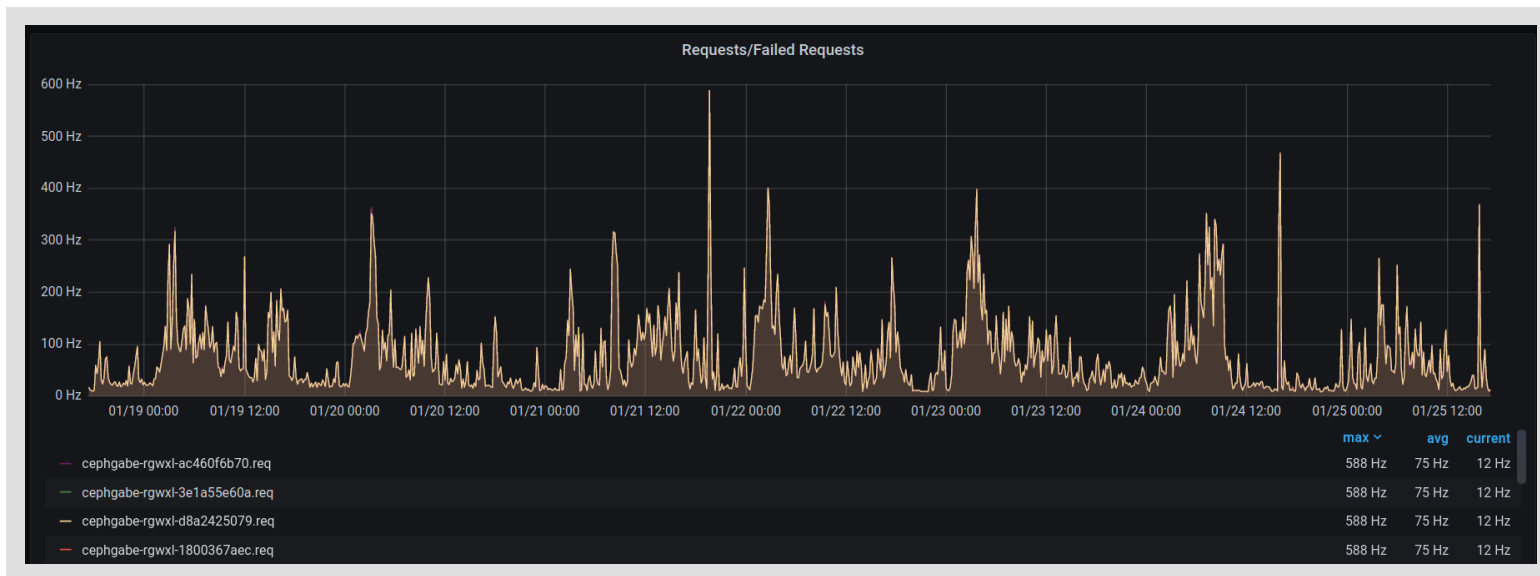 Requests/Failed Requests
600 Hz
500 Hz
400 Hz
300 Hz
200 Hz
100 Hz
0 Hz
01/19 00:00 01/19 12:00 01/20 00:00 01/20 12:00 01/21 00:00 01/21 12:00 01/22 00:00 01/22 12:00 01/23 00:00 01/23 12:00 01/24 00:00 01/24 12:00 01/25 00:00 01/25 12:00
max avg current
cephgabe-rgwxl-ac460f6b70.req 588 Hz 75 Hz 12 Hz
cephgabe-rgwxl-3e1a55e60a.req 588 Hz 75 Hz 12 Hz
cephgabe-rgwxl-d8a2425079.req 588 Hz 75 Hz 12 Hz
cephgabe-rgwxl-1800367aec.req 588 Hz 75 Hz 12 Hz